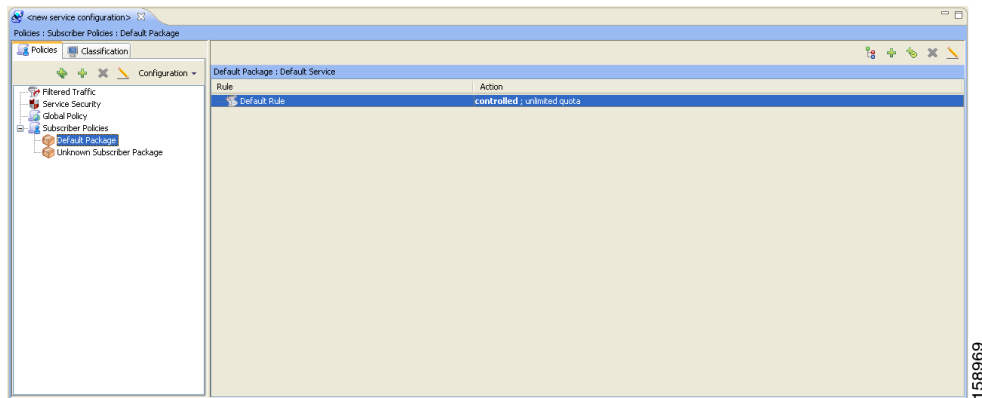 <new service configuration>
Policies : Subscriber Policies : Default Package
Policies
Classification
Configuration
Default Package : Default Service
Rule
Action
Default Rule
controlled ; unlimited quota
Filtered Traffic
Service Security
Global Policy
Subscriber Policies
Default Package
Unknown Subscriber Package
158969